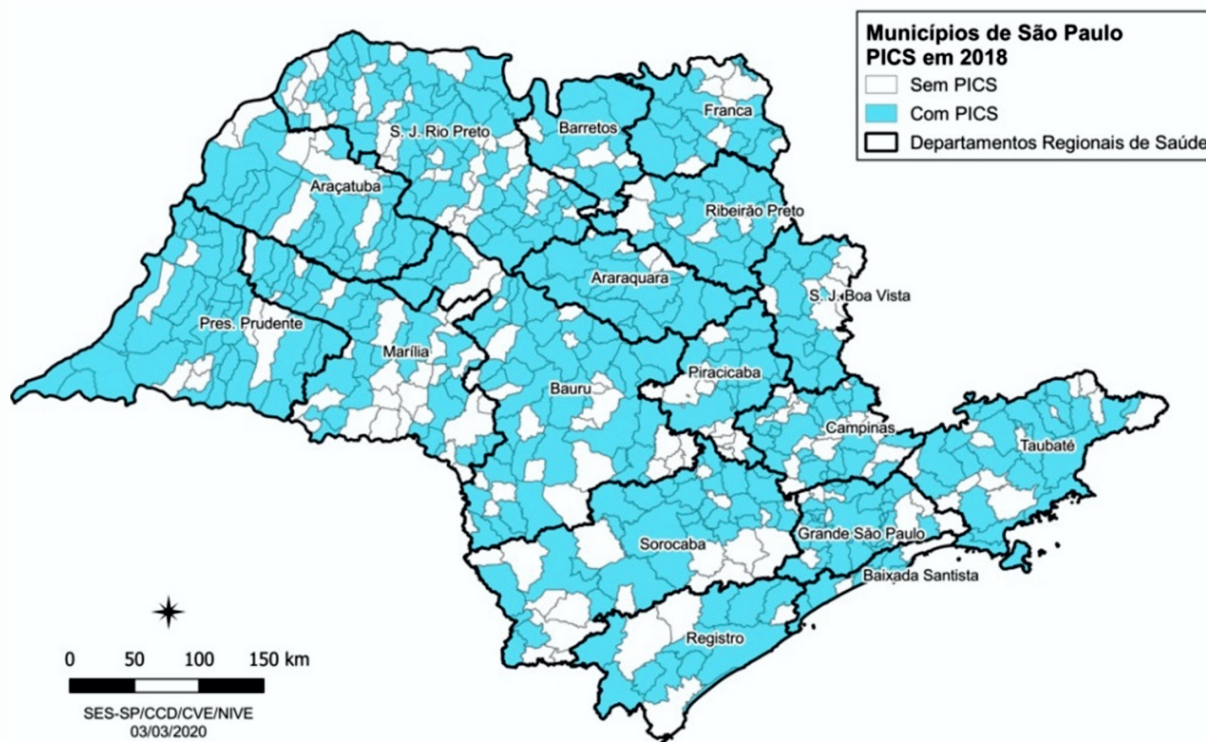 Municípios de São Paulo
PICS em 2018
Sem PICS
Com PICS
Departamentos Regionais de Saúde
Franca
Barretos
S. J. Rio Preto
Araçatuba
Ribeirão Preto
Araraquara
S. J. Boa Vista
Pres. Prudente
Marília
Bauru
Piracicaba
Campinas
Taubaté
Grande São Paulo
Sorocaba
Baixada Santista
Registro
0 50 100 150 km
SES-SP/CCD/CVE/NIVE
03/03/2020